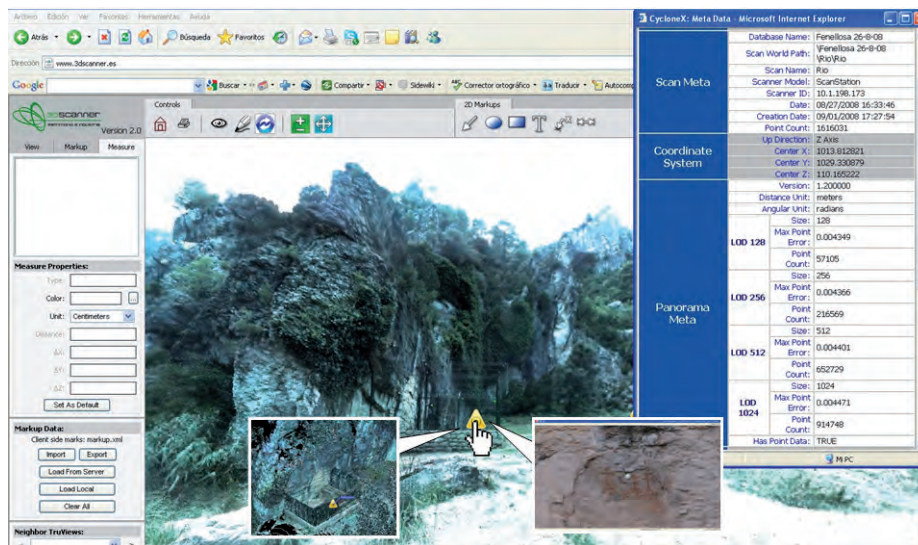 Archivo Edición Ver Favoritos Herramientas Ayuda
Atrás Búsqueda Favoritos
Dirección www.3dscanner.es
Google Buscar Compartir Sidewiki Corrector ortográfico Traducir Autocomp
3Dscanner
Version 2.0
Controls
2D Markups
View Markup Measure
Measure Properties:
Type:
Color:
Unit: Centimeters
Distance:
ΔX:
ΔY:
ΔZ:
Set As Default
Markup Data:
Client side marks: markup.xml
Import Export
Load From Server
Load Local
Clear All
Neighbor TruViews:
CycloneX: Meta Data - Microsoft Internet Explorer
Scan Meta
Database Name: Fenellosa 26-8-08
Scan World Path: \Fenellosa 26-8-08
\Rio\Rio
Scan Name: Rio
Scanner Model: ScanStation
Scanner ID: 10.1.198.173
Date: 08/27/2008 16:33:46
Creation Date: 09/01/2008 17:27:54
Point Count: 1616031
Coordinate
System
Up Direction: Z Axis
Center X: 1013.812821
Center Y: 1029.330879
Center Z: 110.165222
Panorama
Meta
Version: 1.200000
Distance Unit: meters
Angular Unit: radians
LOD 128
Size: 128
Max Point
Error: 0.004349
Point
Count: 57105
LOD 256
Size: 256
Max Point
Error: 0.004366
Point
Count: 216569
LOD 512
Size: 512
Max Point
Error: 0.004401
Point
Count: 652729
LOD
1024
Size: 1024
Max Point
Error: 0.004471
Point
Count: 914748
Has Point Data: TRUE
Mi PC